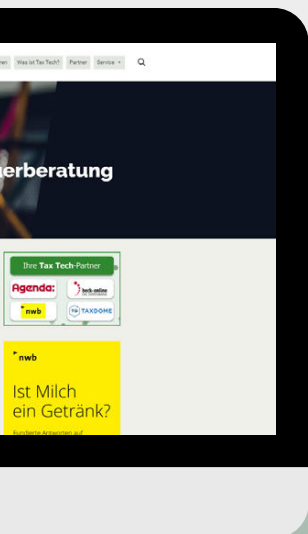 Was ist Tax Tech? Partner Service
erberatung
Ihre Tax Tech-Partner
Agenda: beck-online
nwb TAXDOME
nwb
Ist Milch
ein Getränk?
Fundierte Antworten auf